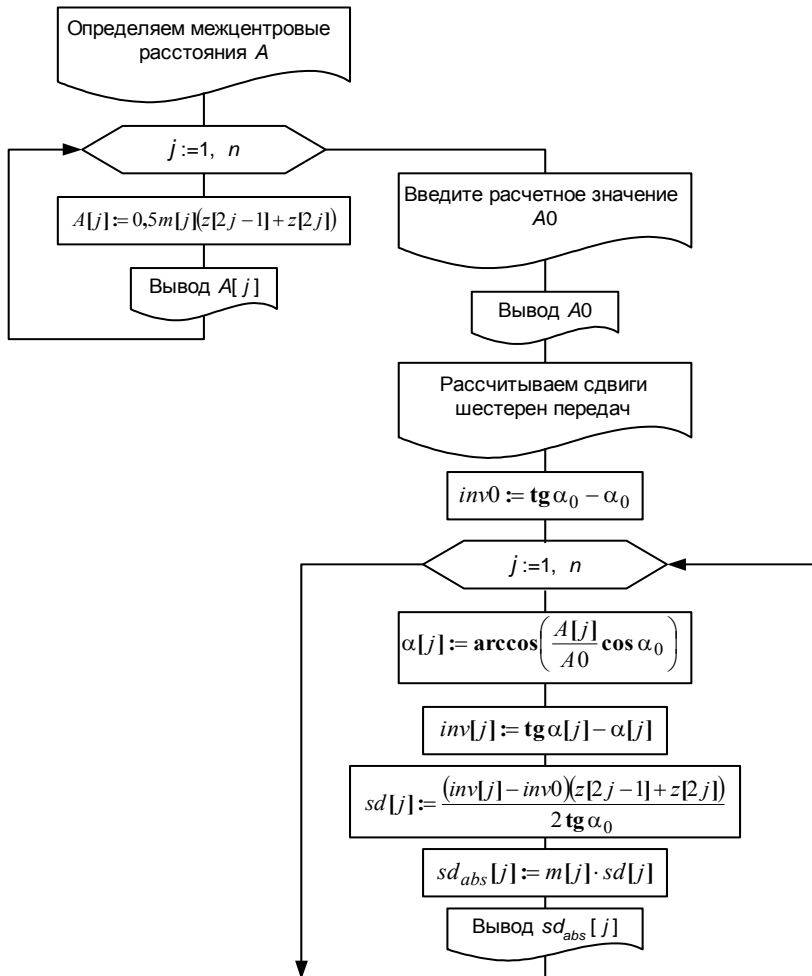 Определяем межцентровые
расстояния A
j :=1, n
A[j]:= 0,5m[j](z[2j−1]+z[2j])
Вывод A[ j ]
Введите расчетное значение
A0
Вывод A0
Рассчитываем сдвиги
шестерен передач
inv0 := tg α₀ − α₀
j :=1, n
α[j]:= arccos(A[j]/A0 cos α₀)
inv[j]:= tg α[j]− α[j]
sd[j]:= (inv[j]−inv0)(z[2j−1]+z[2j])/2 tg α₀
sd_abs[j]:= m[j]· sd[j]
Вывод sd_abs [ j ]